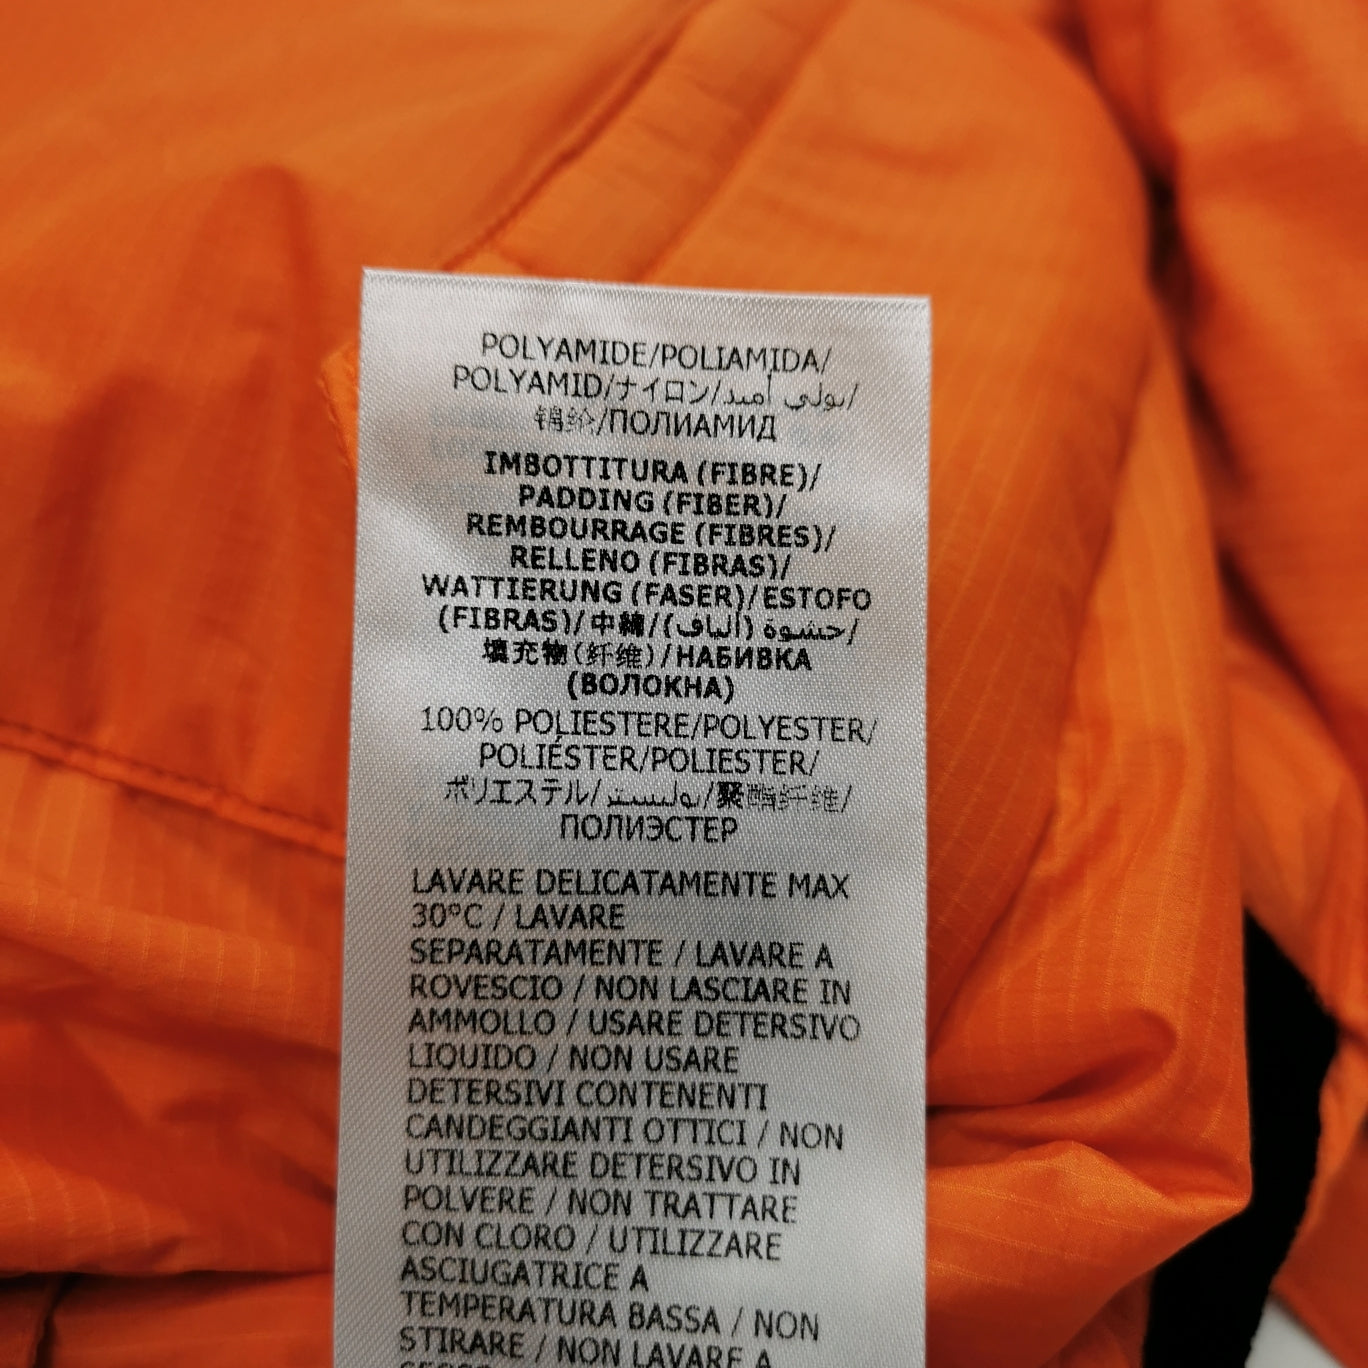 POLYAMIDE/POLIAMIDA/
POLYAMID/ナイロン/بولي أميد/
锦纶/ПОЛИАМИД
IMBOTTITURA (FIBRE)/
PADDING (FIBER)/
REMBOURRAGE (FIBRES)/
RELLENO (FIBRAS)/
WATTIERUNG (FASER)/ESTOFO
(FIBRAS)/中綿/حشوة (ألياف)/
填充物(纤维)/НАБИВКА
(ВОЛОКНА)
100% POLIESTERE/POLYESTER/
POLIÉSTER/POLIESTER/
ポリエステル/بوليستر/聚酯纤维/
ПОЛИЭСТЕР
LAVARE DELICATAMENTE MAX
30°C / LAVARE
SEPARATAMENTE / LAVARE A
ROVESCIO / NON LASCIARE IN
AMMOLLO / USARE DETERSIVO
LIQUIDO / NON USARE
DETERSIVI CONTENENTI
CANDEGGIANTI OTTICI / NON
UTILIZZARE DETERSIVO IN
POLVERE / NON TRATTARE
CON CLORO / UTILIZZARE
ASCIUGATRICE A
TEMPERATURA BASSA / NON
STIRARE / NON LAVARE A